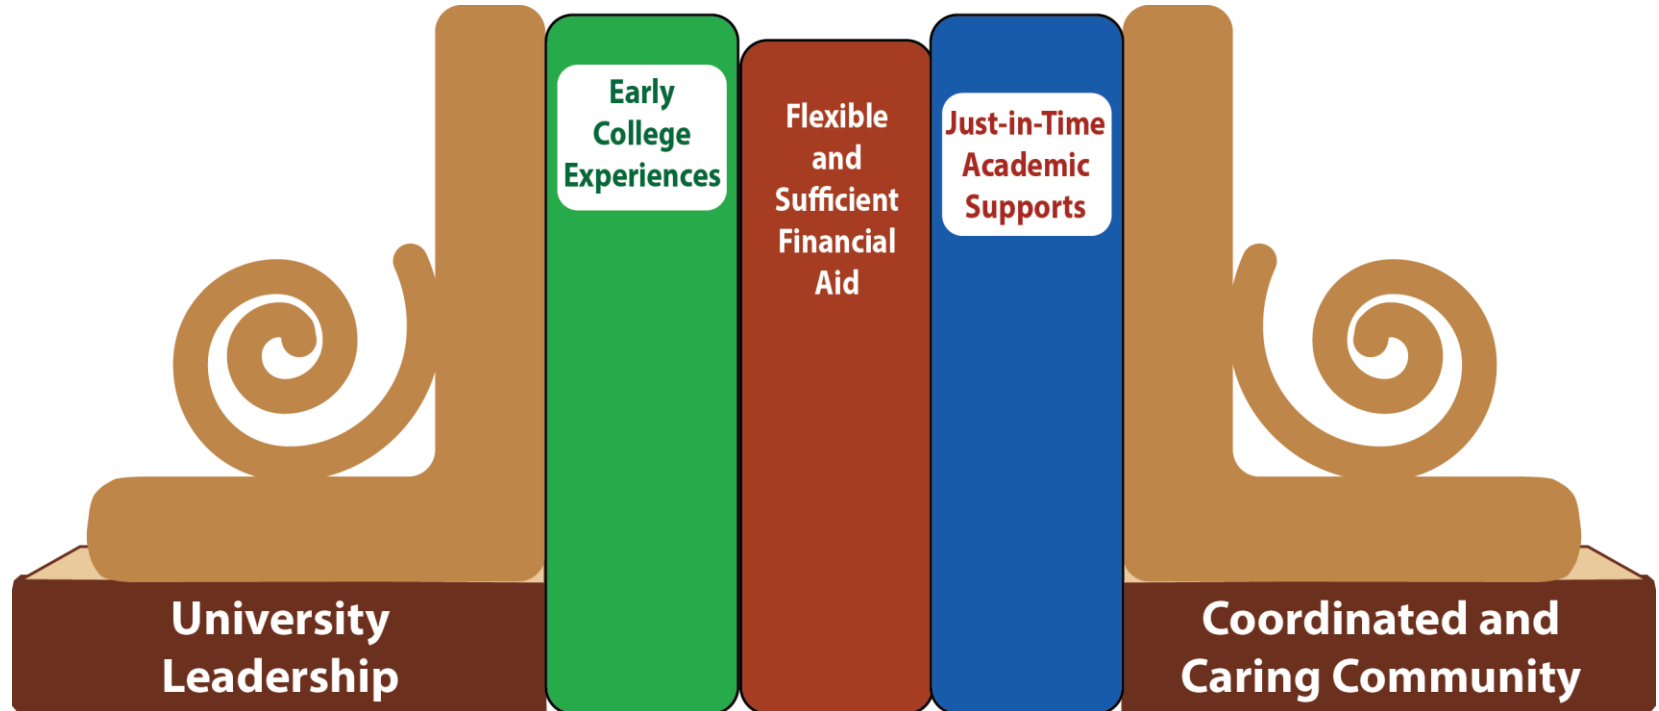 Early
College
Experiences
Flexible
and
Sufficient
Financial
Aid
Just-in-Time
Academic
Supports
University
Leadership
Coordinated and
Caring Community